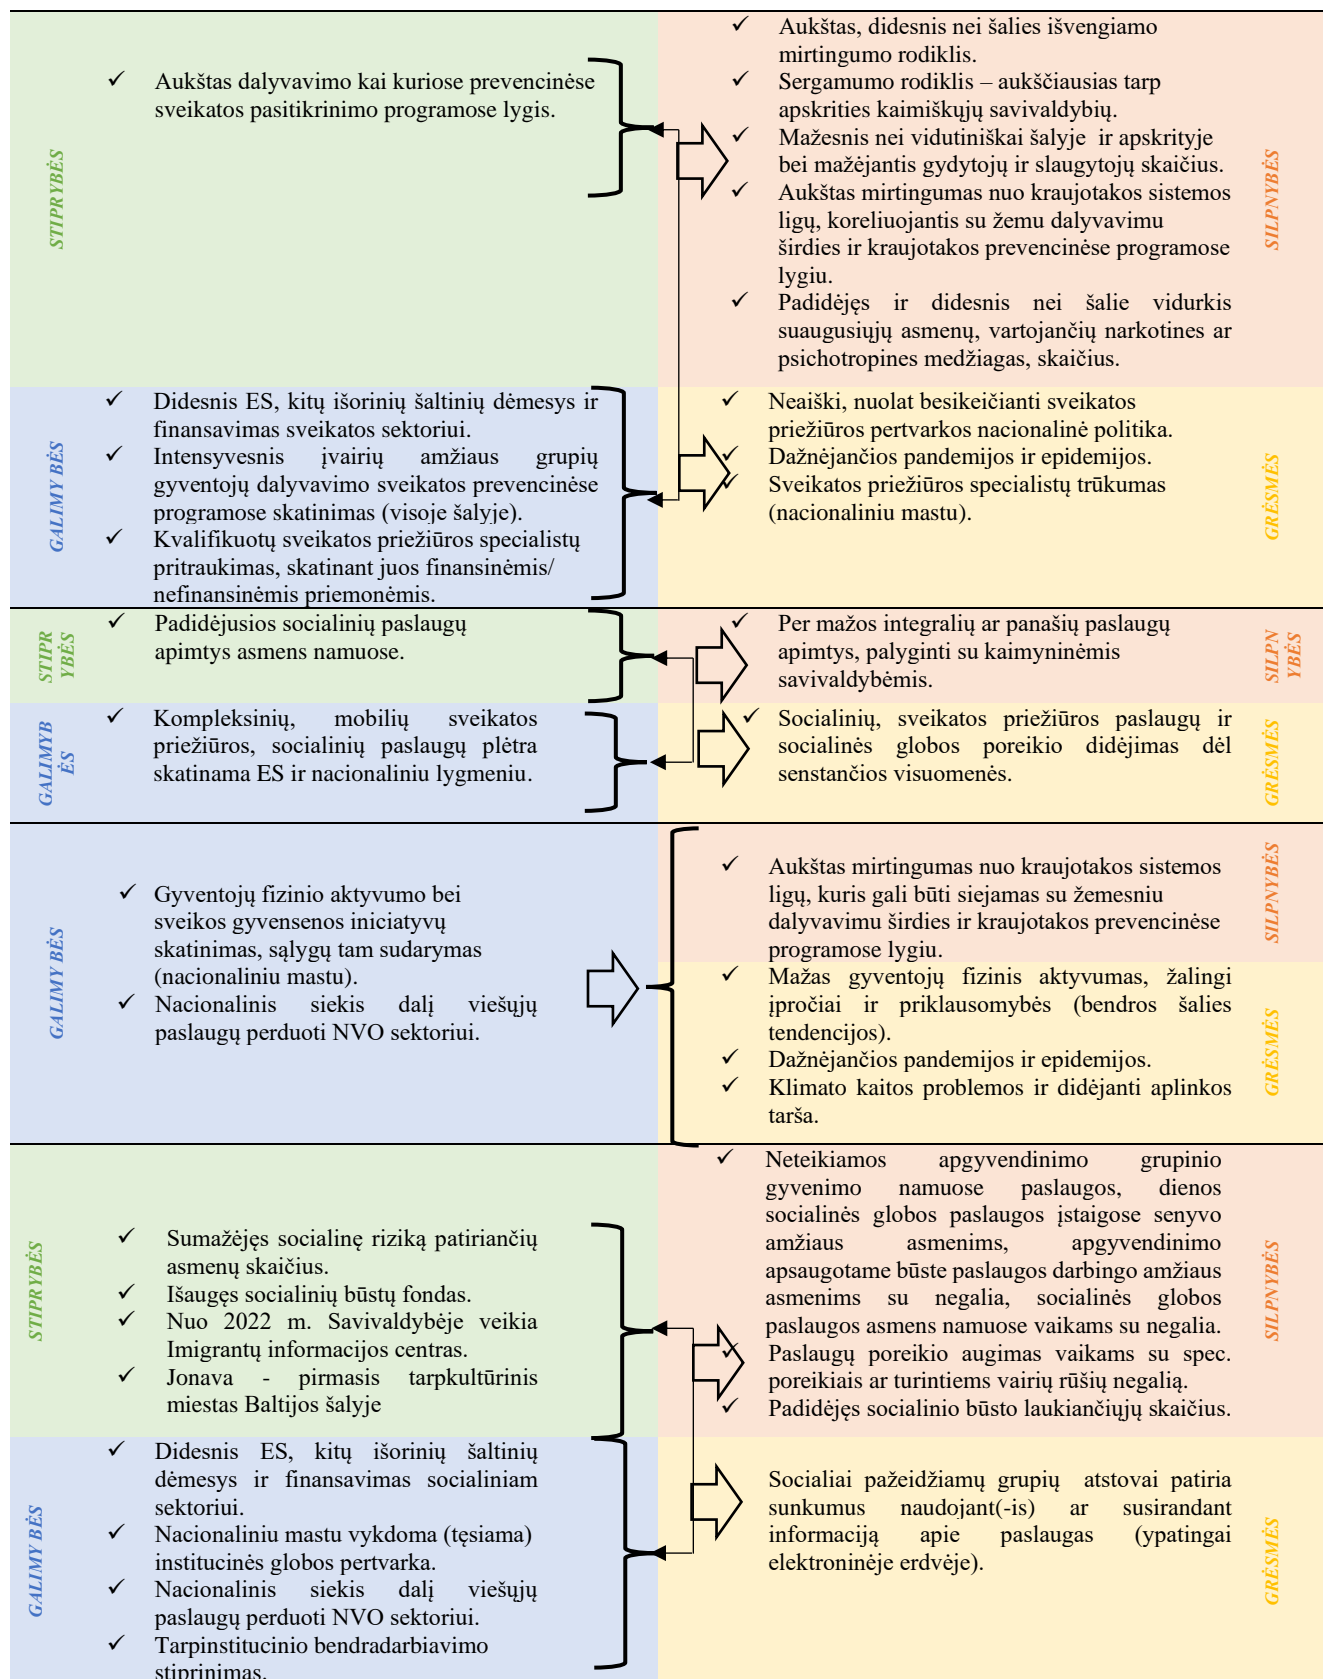 STIPRYBĖS
✓ Aukštas dalyvavimo kai kuriose prevencinėse
sveikatos pasitikrinimo programose lygis.
✓ Aukštas, didesnis nei šalies išvengiamo
mirtingumo rodiklis.
✓ Sergamumo rodiklis – aukščiausias tarp
apskrities kaimiškųjų savivaldybių.
✓ Mažesnis nei vidutiniškai šalyje ir apskrityje
bei mažėjantis gydytojų ir slaugytojų skaičius.
✓ Aukštas mirtingumas nuo kraujotakos sistemos
ligų, koreliuojantis su žemu dalyvavimu
širdies ir kraujotakos prevencinėse programose
lygiu.
✓ Padidėjęs ir didesnis nei šalie vidurkis
suaugusiųjų asmenų, vartojančių narkotines ar
psichotropines medžiagas, skaičius.
SILPNYBĖS
GALIMY BĖS
✓ Didesnis ES, kitų išorinių šaltinių dėmesys ir
finansavimas sveikatos sektoriui.
✓ Intensyvesnis įvairių amžiaus grupių
gyventojų dalyvavimo sveikatos prevencinėse
programose skatinimas (visoje šalyje).
✓ Kvalifikuotų sveikatos priežiūros specialistų
pritraukimas, skatinant juos finansinėmis/
nefinansinėmis priemonėmis.
✓ Neaiški, nuolat besikeičianti sveikatos
priežiūros pertvarkos nacionalinė politika.
✓ Dažnėjančios pandemijos ir epidemijos.
✓ Sveikatos priežiūros specialistų trūkumas
(nacionaliniu mastu).
GRĖSMĖS
STIPR
YBĖS
✓ Padidėjusios socialinių paslaugų
apimtys asmens namuose.
✓ Per mažos integralių ar panašių paslaugų
apimtys, palyginti su kaimyninėmis
savivaldybėmis.
SILPN
YBĖS
GALIMYB
ĖS
✓ Kompleksinių, mobilių sveikatos
priežiūros, socialinių paslaugų plėtra
skatinama ES ir nacionaliniu lygmeniu.
✓ Socialinių, sveikatos priežiūros paslaugų ir
socialinės globos poreikio didėjimas dėl
senstančios visuomenės.
GRĖSMĖS
GALIMY BĖS
✓ Gyventojų fizinio aktyvumo bei
sveikos gyvensenos iniciatyvų
skatinimas, sąlygų tam sudarymas
(nacionaliniu mastu).
✓ Nacionalinis siekis dalį viešųjų
paslaugų perduoti NVO sektoriui.
✓ Aukštas mirtingumas nuo kraujotakos sistemos
ligų, kuris gali būti siejamas su žemesniu
dalyvavimu širdies ir kraujotakos prevencinėse
programose lygiu.
SILPNYBĖS
✓ Mažas gyventojų fizinis aktyvumas, žalingi
įpročiai ir priklausomybės (bendros šalies
tendencijos).
✓ Dažnėjančios pandemijos ir epidemijos.
✓ Klimato kaitos problemos ir didėjanti aplinkos
tarša.
GRĖSMĖS
STIPRYBĖS
✓ Sumažėjęs socialinę riziką patiriančių
asmenų skaičius.
✓ Išaugęs socialinių būstų fondas.
✓ Nuo 2022 m. Savivaldybėje veikia
Imigrantų informacijos centras.
✓ Jonava - pirmasis tarpkultūrinis
miestas Baltijos šalyje
✓ Neteikiamos apgyvendinimo grupinio
gyvenimo namuose paslaugos, dienos
socialinės globos paslaugos įstaigose senyvo
amžiaus asmenims, apgyvendinimo
apsaugotame būste paslaugos darbingo amžiaus
asmenims su negalia, socialinės globos
paslaugos asmens namuose vaikams su negalia.
✓ Paslaugų poreikio augimas vaikams su spec.
poreikiais ar turintiems vairių rūšių negalią.
✓ Padidėjęs socialinio būsto laukiančiųjų skaičius.
SILPNYBĖS
GALIMY BĖS
✓ Didesnis ES, kitų išorinių šaltinių
dėmesys ir finansavimas socialiniam
sektoriui.
✓ Nacionaliniu mastu vykdoma (tęsiama)
institucinės globos pertvarka.
✓ Nacionalinis siekis dalį viešųjų
paslaugų perduoti NVO sektoriui.
✓ Tarpinstitucinio bendradarbiavimo
stiprinimas.
Socialiai pažeidžiamų grupių atstovai patiria
sunkumus naudojant(-is) ar susirandant
informaciją apie paslaugas (ypatingai
elektroninėje erdvėje).
GRĖSMĖS